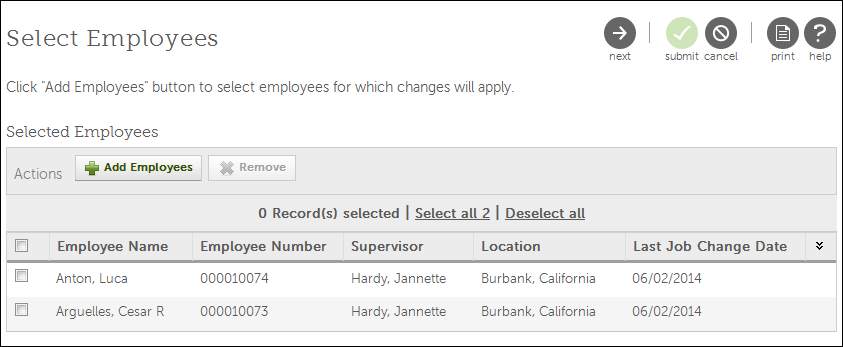 Select Employees
next submit cancel print help
Click "Add Employees" button to select employees for which changes will apply.
Selected Employees
Actions Add Employees Remove
0 Record(s) selected | Select all 2 | Deselect all
Employee Name Employee Number Supervisor Location Last Job Change Date
Anton, Luca 000010074 Hardy, Jannette Burbank, California 06/02/2014
Arguelles, Cesar R 000010073 Hardy, Jannette Burbank, California 06/02/2014